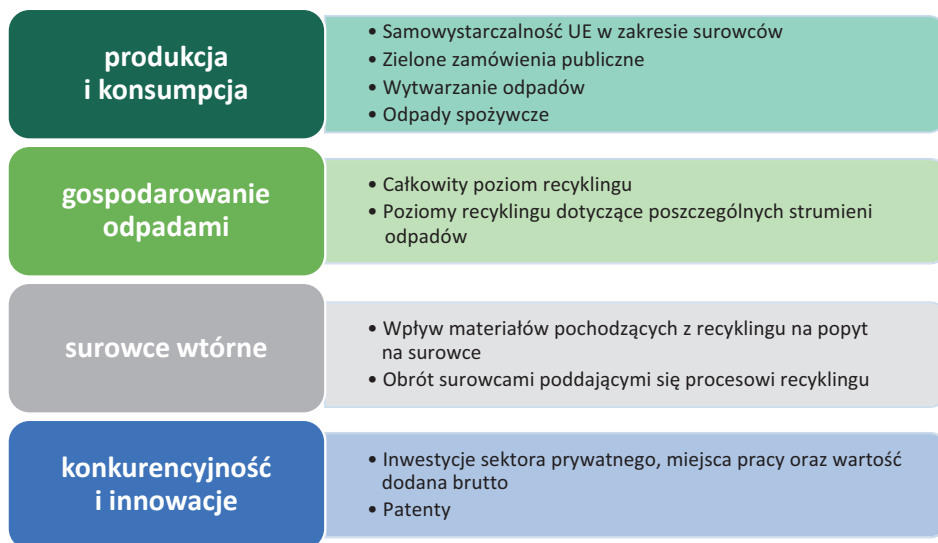 produkcja
i konsumpcja
• Samowystarczalność UE w zakresie surowców
• Zielone zamówienia publiczne
• Wytwarzanie odpadów
• Odpady spożywcze
gospodarowanie
odpadami
• Całkowity poziom recyklingu
• Poziomy recyklingu dotyczące poszczególnych strumieni
odpadów
surowce wtórne
• Wpływ materiałów pochodzących z recyklingu na popyt
na surowce
• Obrót surowcami poddającymi się procesowi recyklingu
konkurencyjność
i innowacje
• Inwestycje sektora prywatnego, miejsca pracy oraz wartość
dodana brutto
• Patenty